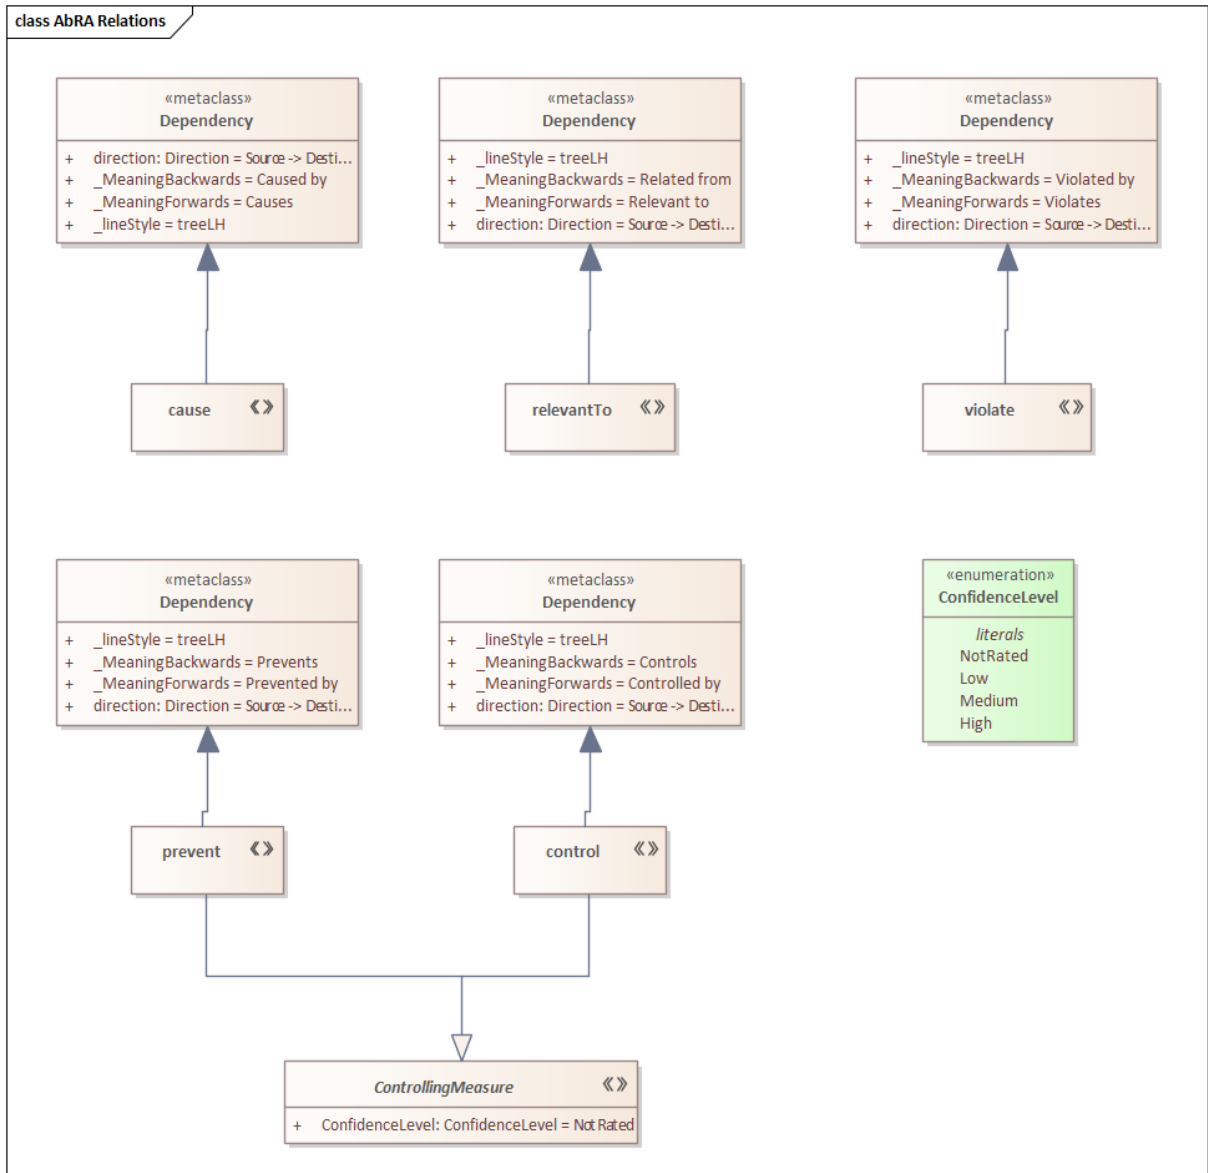 class AbRA Relations
«metaclass»
Dependency
+ direction: Direction = Source -> Desti...
+ _MeaningBackwards = Caused by
+ _MeaningForwards = Causes
+ _lineStyle = treeLH
«metaclass»
Dependency
+ _lineStyle = treeLH
+ _MeaningBackwards = Related from
+ _MeaningForwards = Relevant to
+ direction: Direction = Source -> Desti...
«metaclass»
Dependency
+ _lineStyle = treeLH
+ _MeaningBackwards = Violated by
+ _MeaningForwards = Violates
+ direction: Direction = Source -> Desti...
cause «»
relevantTo «»
violate «»
«metaclass»
Dependency
+ _lineStyle = treeLH
+ _MeaningBackwards = Prevents
+ _MeaningForwards = Prevented by
+ direction: Direction = Source -> Desti...
«metaclass»
Dependency
+ _lineStyle = treeLH
+ _MeaningBackwards = Controls
+ _MeaningForwards = Controlled by
+ direction: Direction = Source -> Desti...
«enumeration»
ConfidenceLevel
literals
NotRated
Low
Medium
High
prevent «»
control «»
ControllingMeasure «»
+ ConfidenceLevel: ConfidenceLevel = NotRated